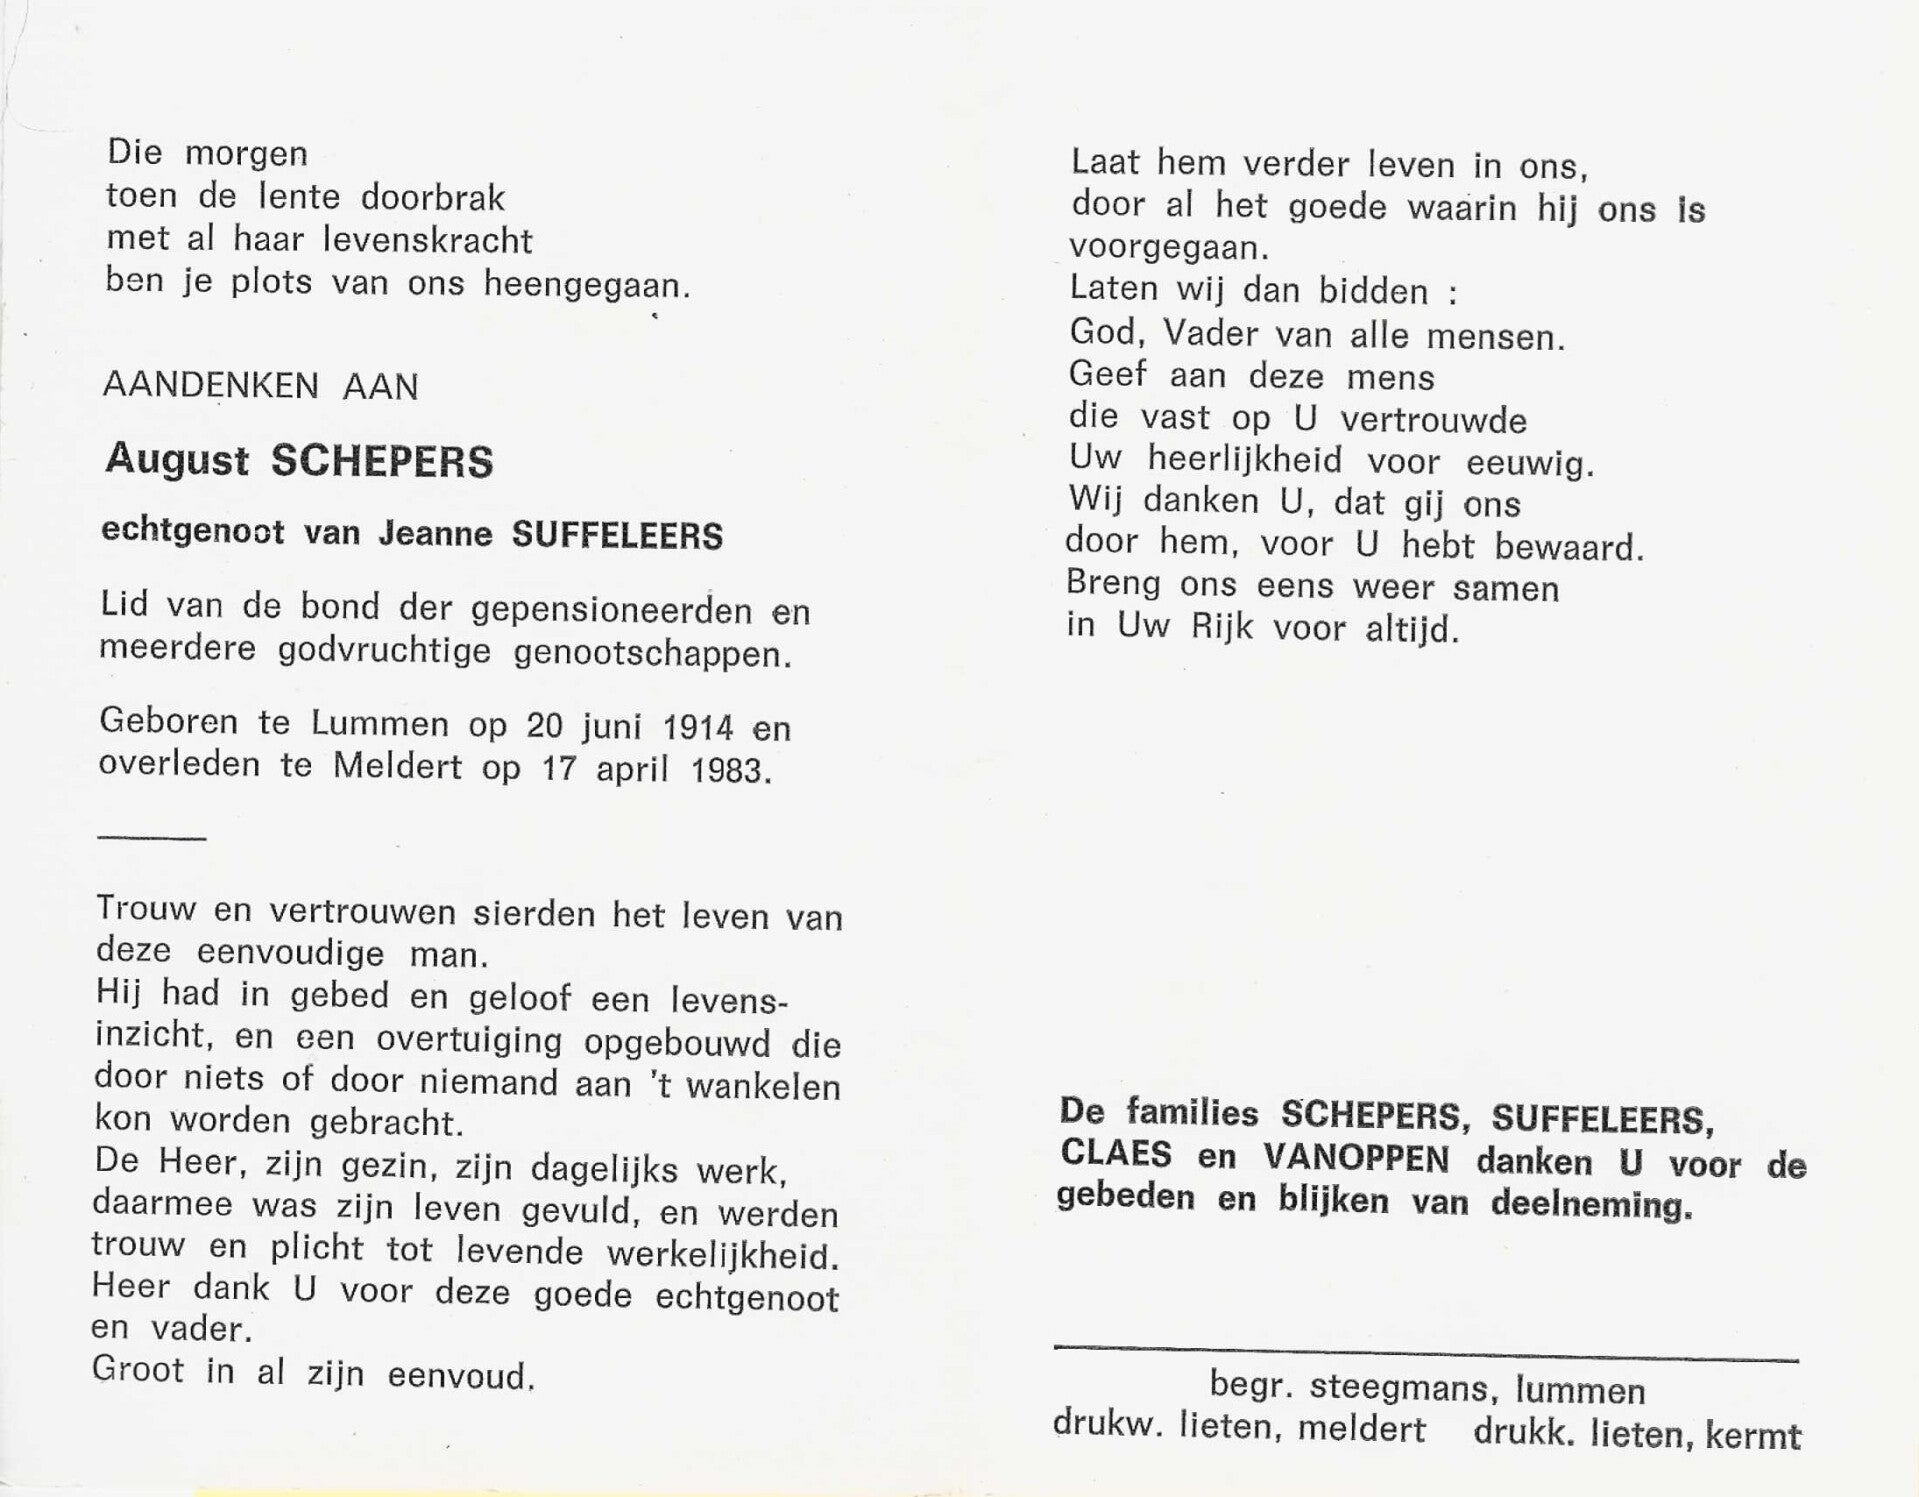 Die morgen
toen de lente doorbrak
met al haar levenskracht
ben je plots van ons heengegaan.
AANDENKEN AAN
August SCHEPERS
echtgenoot van Jeanne SUFFELEERS
Lid van de bond der gepensioneerden en
meerdere godvruchtige genootschappen.
Geboren te Lummen op 20 juni 1914 en
overleden te Meldert op 17 april 1983.
Trouw en vertrouwen sierden het leven van
deze eenvoudige man.
Hij had in gebed en geloof een levens-
inzicht, en een overtuiging opgebouwd die
door niets of door niemand aan 't wankelen
kon worden gebracht.
De Heer, zijn gezin, zijn dagelijks werk,
daarmee was zijn leven gevuld, en werden
trouw en plicht tot levende werkelijkheid.
Heer dank U voor deze goede echtgenoot
en vader.
Groot in al zijn eenvoud.
Laat hem verder leven in ons,
door al het goede waarin hij ons is
voorgegaan.
Laten wij dan bidden :
God, Vader van alle mensen.
Geef aan deze mens
die vast op U vertrouwde
Uw heerlijkheid voor eeuwig.
Wij danken U, dat gij ons
door hem, voor U hebt bewaard.
Breng ons eens weer samen
in Uw Rijk voor altijd.
De families SCHEPERS, SUFFELEERS,
CLAES en VANOPPEN danken U voor de
gebeden en blijken van deelneming.
begr. steegmans, lummen
drukw. lieten, meldert drukk. lieten, kermt